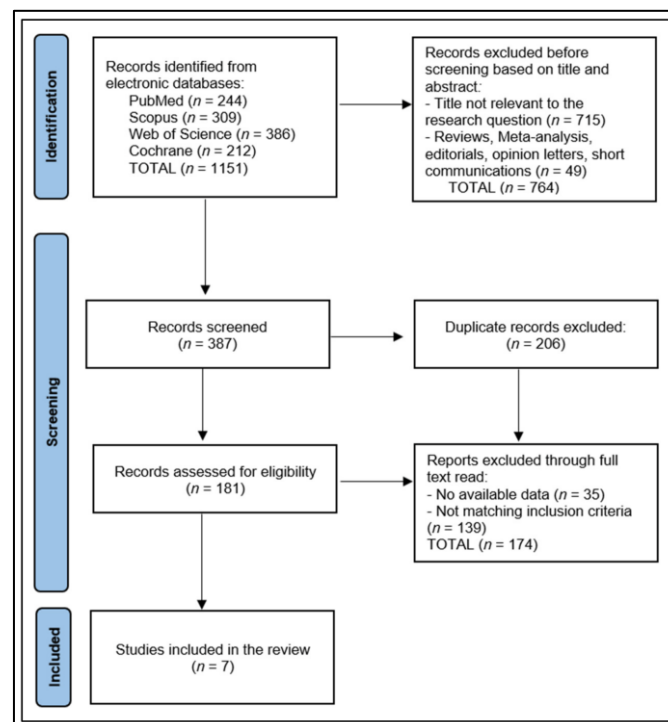 Identification
Records identified from
electronic databases:
PubMed (n = 244)
Scopus (n = 309)
Web of Science (n = 386)
Cochrane (n = 212)
TOTAL (n = 1151)
Records excluded before
screening based on title and
abstract:
- Title not relevant to the
research question (n = 715)
- Reviews, Meta-analysis,
editorials, opinion letters, short
communications (n = 49)
TOTAL (n = 764)
Screening
Records screened
(n = 387)
Duplicate records excluded:
(n = 206)
Records assessed for eligibility
(n = 181)
Reports excluded through full
text read:
- No available data (n = 35)
- Not matching inclusion criteria
(n = 139)
TOTAL (n = 174)
Included
Studies included in the review
(n = 7)